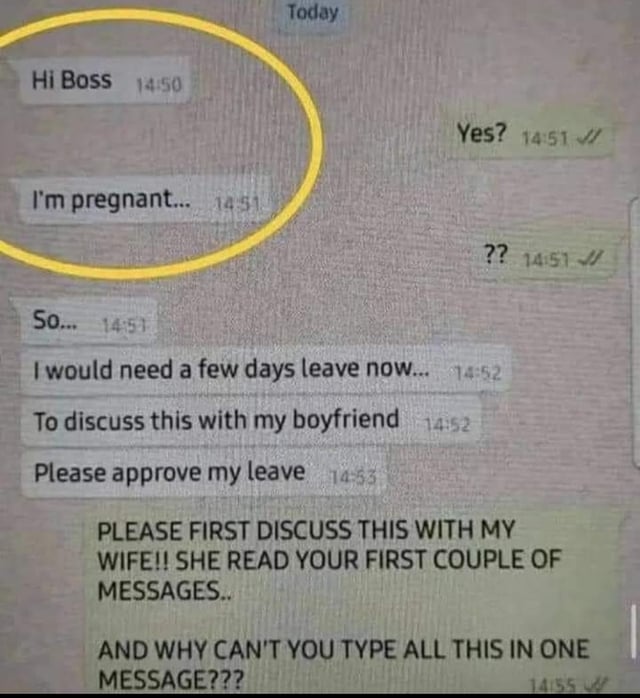 Today
Hi Boss 14:50
Yes? 14:51
I'm pregnant... 14:51
?? 14:51
So... 14:51
I would need a few days leave now... 14:52
To discuss this with my boyfriend 14:52
Please approve my leave 14:53
PLEASE FIRST DISCUSS THIS WITH MY
WIFE!! SHE READ YOUR FIRST COUPLE OF
MESSAGES..
AND WHY CAN'T YOU TYPE ALL THIS IN ONE
MESSAGE??? 14:55